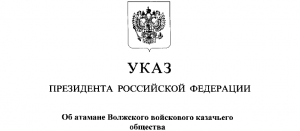 УКАЗ
ПРЕЗИДЕНТА РОССИЙСКОЙ ФЕДЕРАЦИИ
Об атамане Волжского войскового казачьего
общества